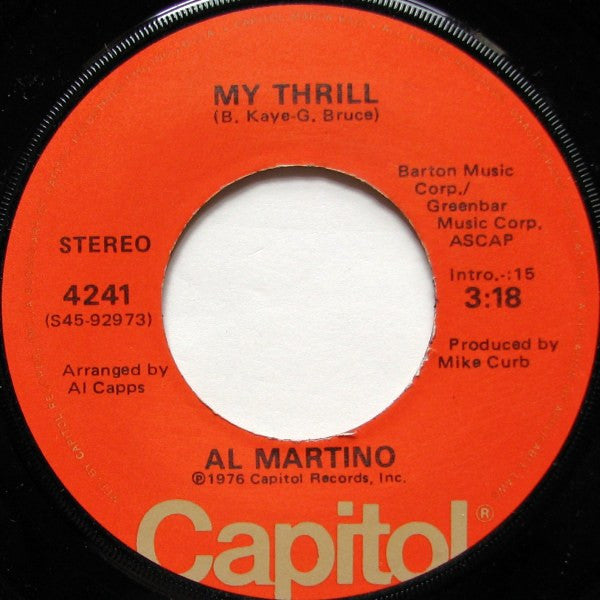 MY THRILL
(B. Kaye-G. Bruce)
Barton Music
Corp./
Greenbar
Music Corp.
ASCAP
STEREO
Intro.-:15
4241
3:18
(S45-92973)
Produced by
Mike Curb
Arranged by
Al Capps
AL MARTINO
℗1976 Capitol Records, Inc.
Capitol®